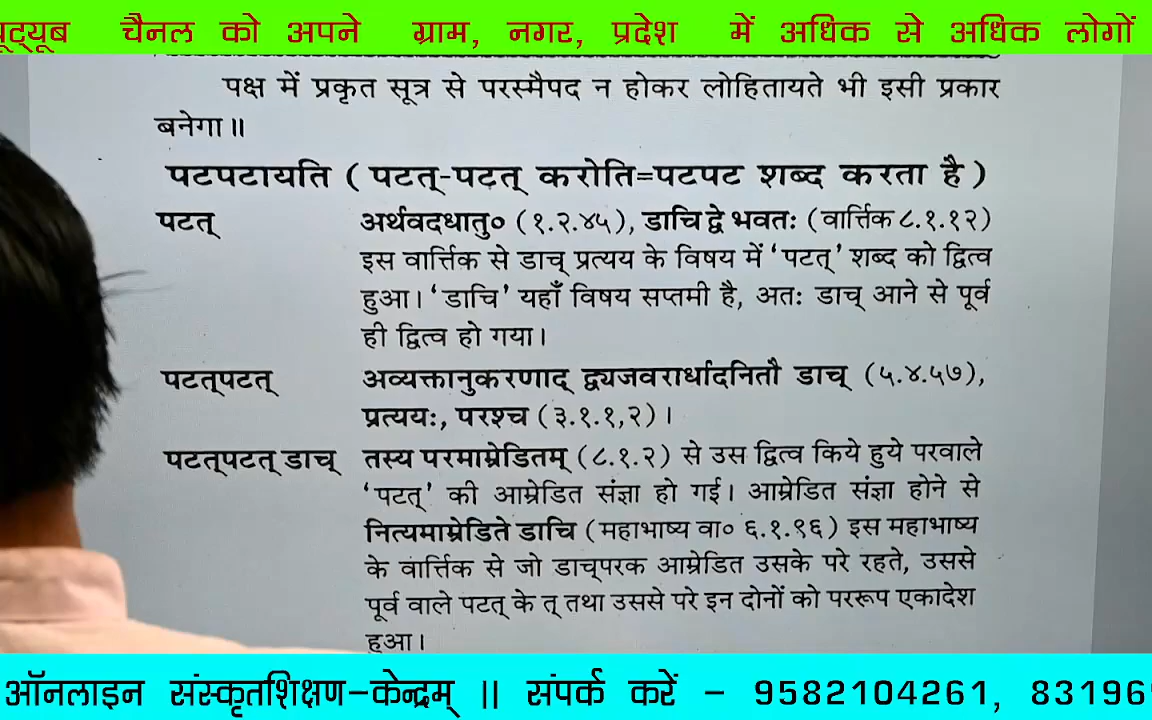 चैनल को अपने ग्राम, नगर, प्रदेश में अधिक से अधिक लोगों
पक्ष में प्रकृत सूत्र से परस्मैपद न होकर लोहितायते भी इसी प्रकार
बनेगा॥
पटपटायति ( पटत्-पटत् करोति=पटपट शब्द करता है )
पटत् अर्थवदधातु० (१.२.४५), डाचि द्वे भवतः (वार्त्तिक ८.१.१२)
इस वार्त्तिक से डाच् प्रत्यय के विषय में ‘पटत्’ शब्द को द्वित्व
हुआ। ‘डाचि’ यहाँ विषय सप्तमी है, अतः डाच् आने से पूर्व
ही द्वित्व हो गया।
पटत्पटत् अव्यक्तानुकरणाद् द्व्यजवरार्धादनितौ डाच् (५.४.५७),
प्रत्ययः, परश्च (३.१.१,२)।
पटत्पटत् डाच् तस्य परमाम्रेडितम् (८.१.२) से उस द्वित्व किये हुये परवाले
‘पटत्’ की आम्रेडित संज्ञा हो गई। आम्रेडित संज्ञा होने से
नित्यमाम्रेडिते डाचि (महाभाष्य वा० ६.१.९६) इस महाभाष्य
के वार्त्तिक से जो डाच्परक आम्रेडित उसके परे रहते, उससे
पूर्व वाले पटत् के त् तथा उससे परे इन दोनों को पररूप एकादेश
हुआ।
ऑनलाइन संस्कृतशिक्षण-केन्द्रम् || संपर्क करें - 9582104261, 83196